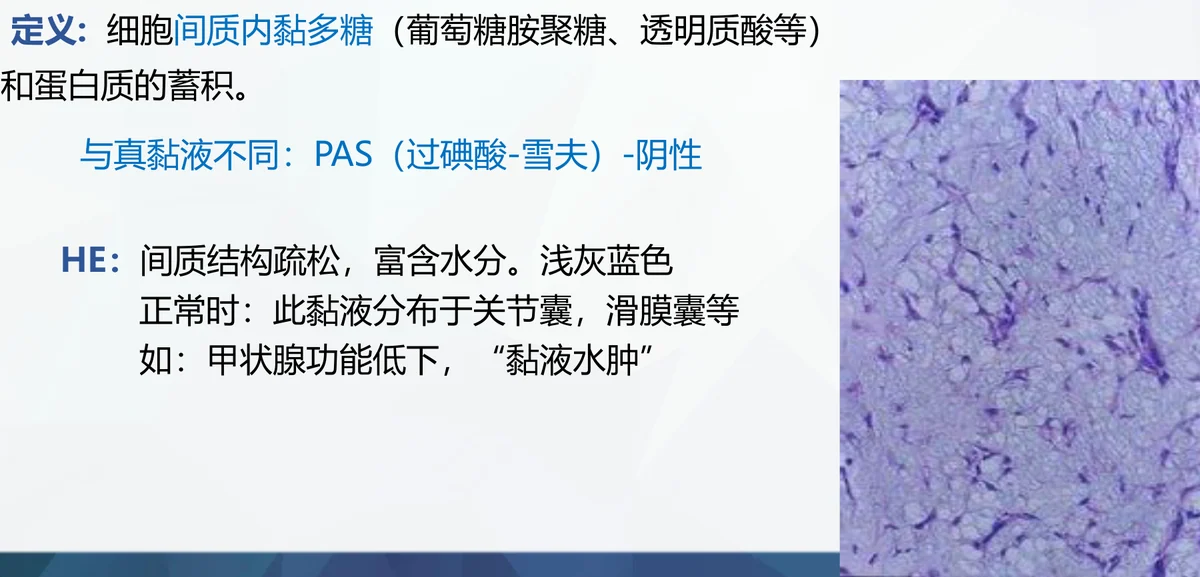 定义：细胞间质内黏多糖（葡萄糖胺聚糖、透明质酸等）
和蛋白质的蓄积。
与真黏液不同：PAS（过碘酸-雪夫）-阴性
HE：间质结构疏松，富含水分。浅灰蓝色
正常时：此黏液分布于关节囊，滑膜囊等
如：甲状腺功能低下，“黏液水肿”